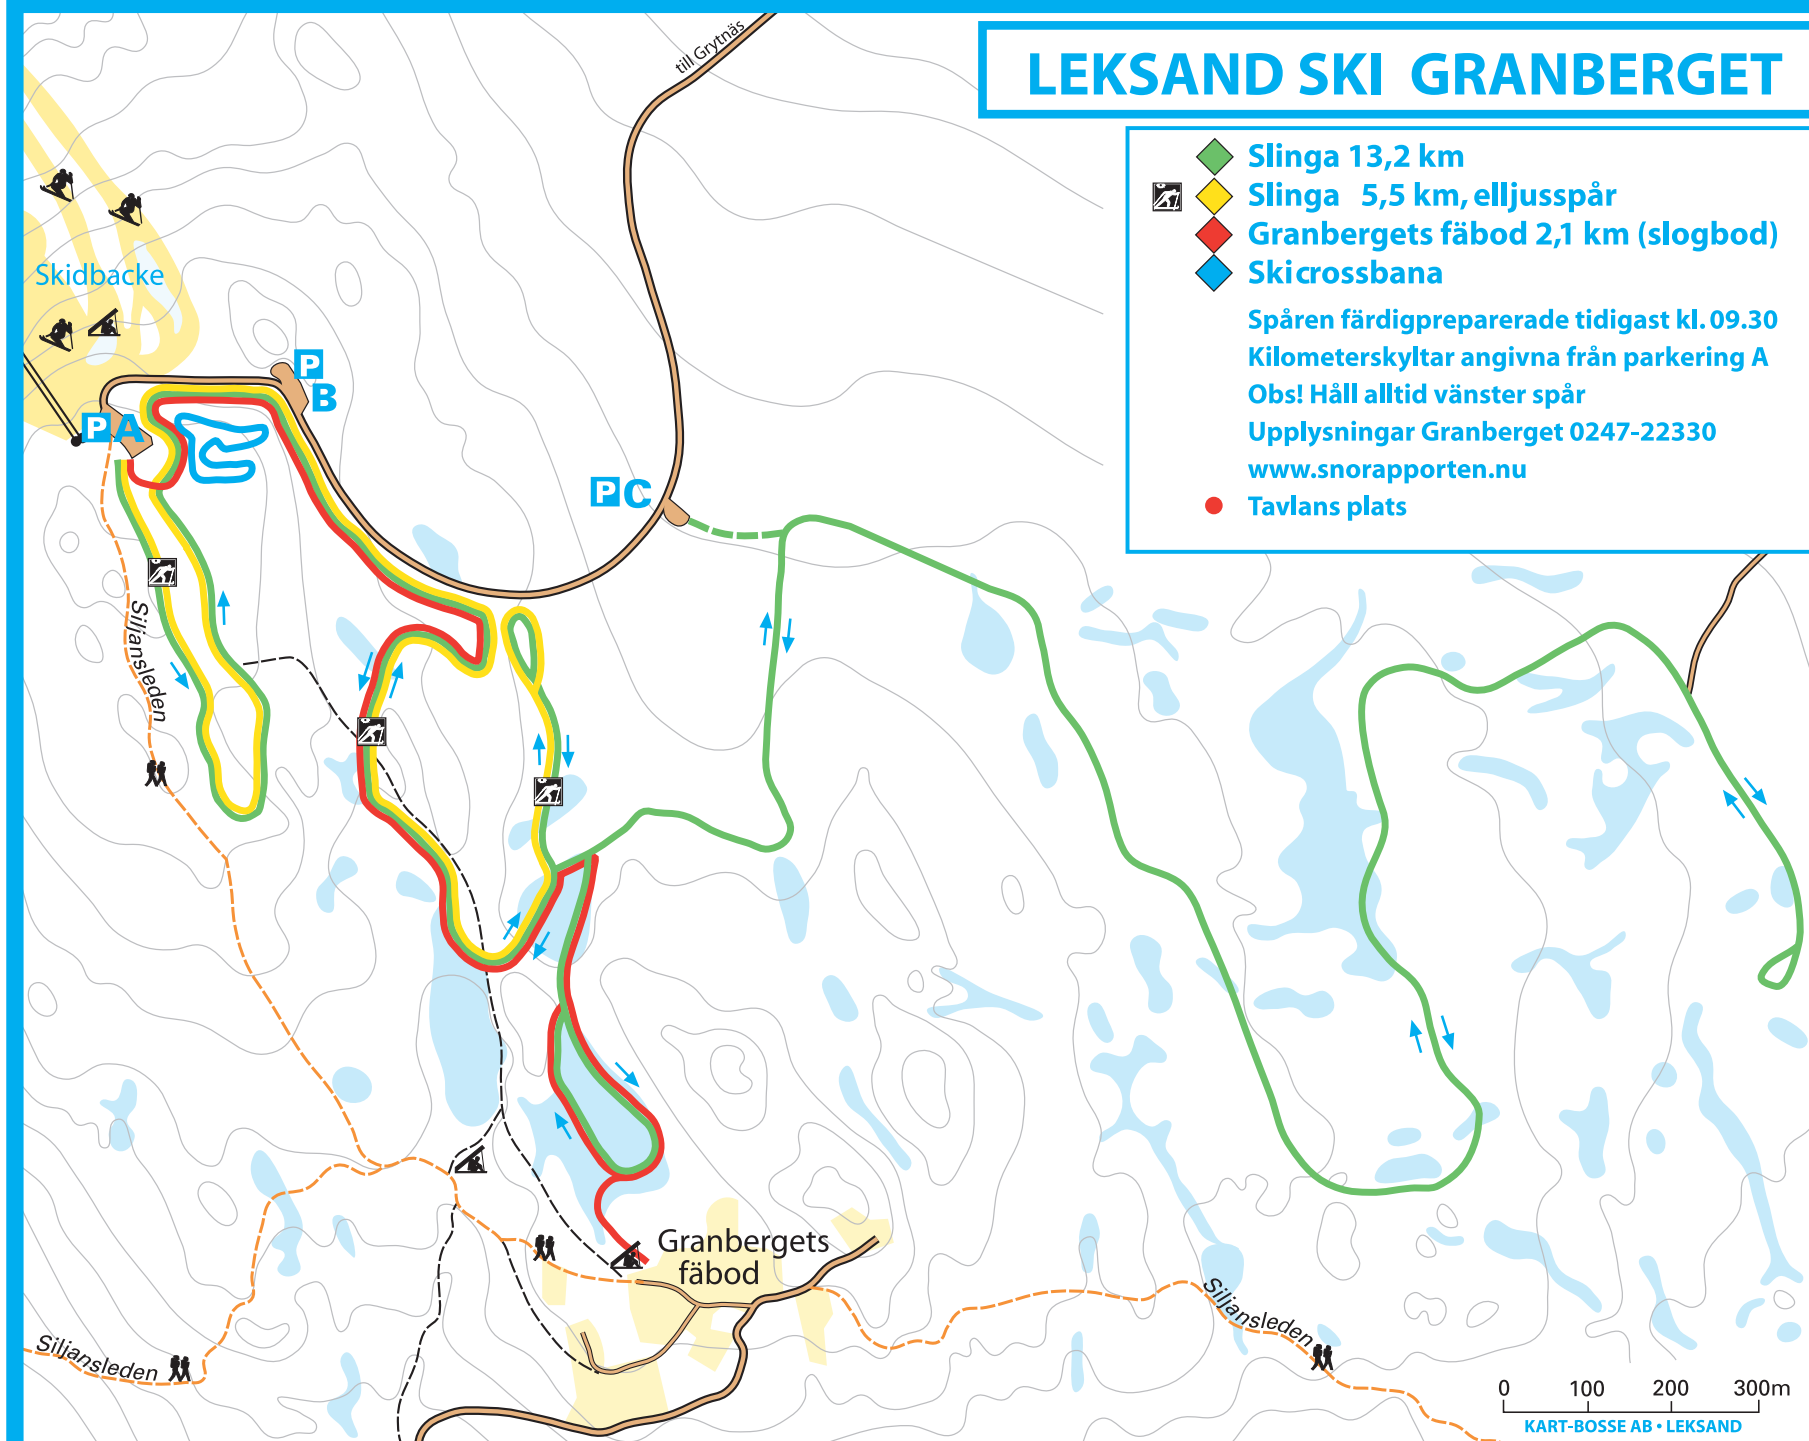 till Grytnäs
LEKSAND SKI GRANBERGET
Slinga 13,2 km
Slinga 5,5 km, elljusspår
Granbergets fäbod 2,1 km (slogbod)
Skicrossbana
Spåren färdigpreparerade tidigast kl. 09.30
Kilometerskyltar angivna från parkering A
Obs! Håll alltid vänster spår
Upplysningar Granberget 0247-22330
www.snorapporten.nu
Tavlans plats
Skidbacke
P
B
P A
P C
Siljansleden
Granbergets
fäbod
Siljansleden
Siljansleden
0 100 200 300m
KART-BOSSE AB • LEKSAND